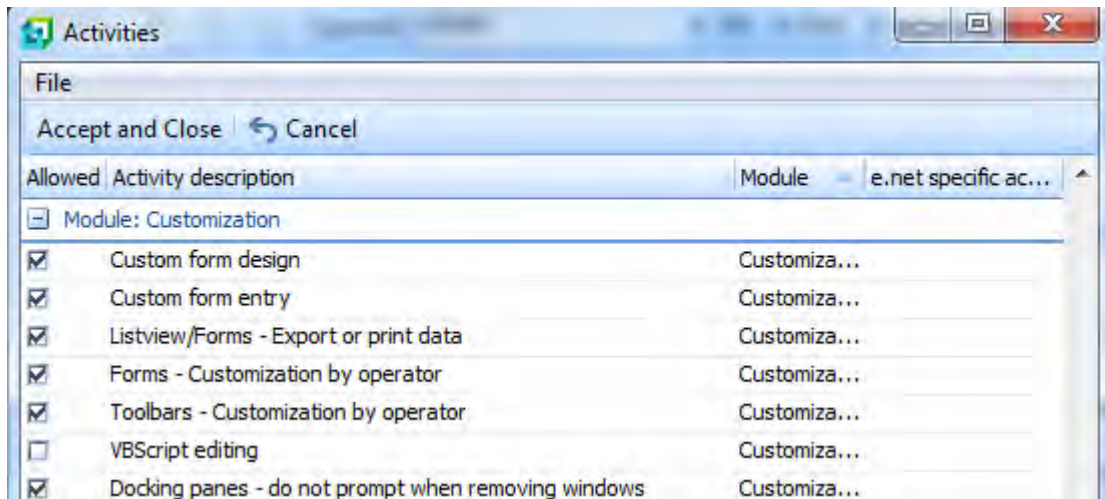 Activities
File
Accept and Close Cancel
Allowed Activity description Module e.net specific ac...
Module: Customization
Custom form design Customiza...
Custom form entry Customiza...
Listview/Forms - Export or print data Customiza...
Forms - Customization by operator Customiza...
Toolbars - Customization by operator Customiza...
VBScript editing Customiza...
Docking panes - do not prompt when removing windows Customiza...